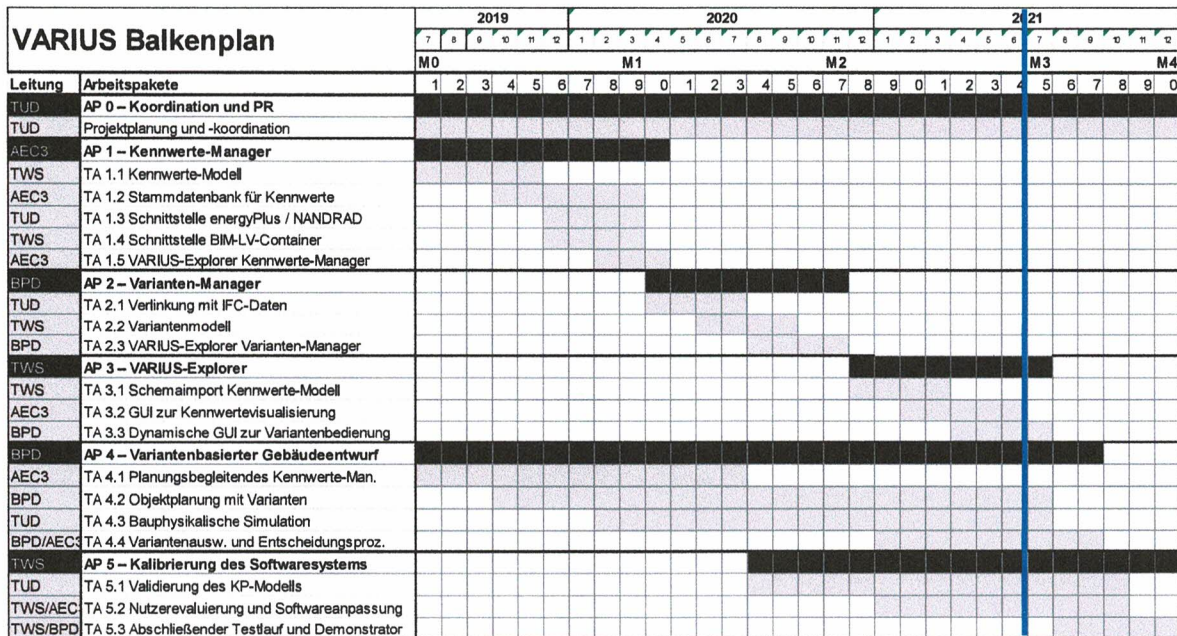 2019 2020 2021
VARIUS Balkenplan
7 8 9 10 11 12 1 2 3 4 5 6 7 8 9 10 11 12 1 2 3 4 5 6 7 8 9 10 11 12
M0 M1 M2 M3 M4
Leitung Arbeitspakete 1 2 3 4 5 6 7 8 9 0 1 2 3 4 5 6 7 8 9 0 1 2 3 4 5 6 7 8 9 0
TUD AP 0 – Koordination und PR
TUD Projektplanung und -koordination
AEC3 AP 1 – Kennwerte-Manager
TWS TA 1.1 Kennwerte-Modell
AEC3 TA 1.2 Stammdatenbank für Kennwerte
TUD TA 1.3 Schnittstelle energyPlus / NANDRAD
TWS TA 1.4 Schnittstelle BIM-LV-Container
AEC3 TA 1.5 VARIUS-Explorer Kennwerte-Manager
BPD AP 2 – Varianten-Manager
TUD TA 2.1 Verlinkung mit IFC-Daten
TWS TA 2.2 Variantenmodell
BPD TA 2.3 VARIUS-Explorer Varianten-Manager
TWS AP 3 – VARIUS-Explorer
TWS TA 3.1 Schemaimport Kennwerte-Modell
AEC3 TA 3.2 GUI zur Kennwertevisualisierung
BPD TA 3.3 Dynamische GUI zur Variantenbedienung
BPD AP 4 – Variantenbasierter Gebäudeentwurf
AEC3 TA 4.1 Planungsbegleitendes Kennwerte-Man.
BPD TA 4.2 Objektplanung mit Varianten
TUD TA 4.3 Bauphysikalische Simulation
BPD/AEC3 TA 4.4 Variantenausw. und Entscheidungsproz.
TWS AP 5 – Kalibrierung des Softwaresystems
TUD TA 5.1 Validierung des KP-Modells
TWS/AEC TA 5.2 Nutzerevaluierung und Softwareanpassung
TWS/BPD TA 5.3 Abschließender Testlauf und Demonstrator